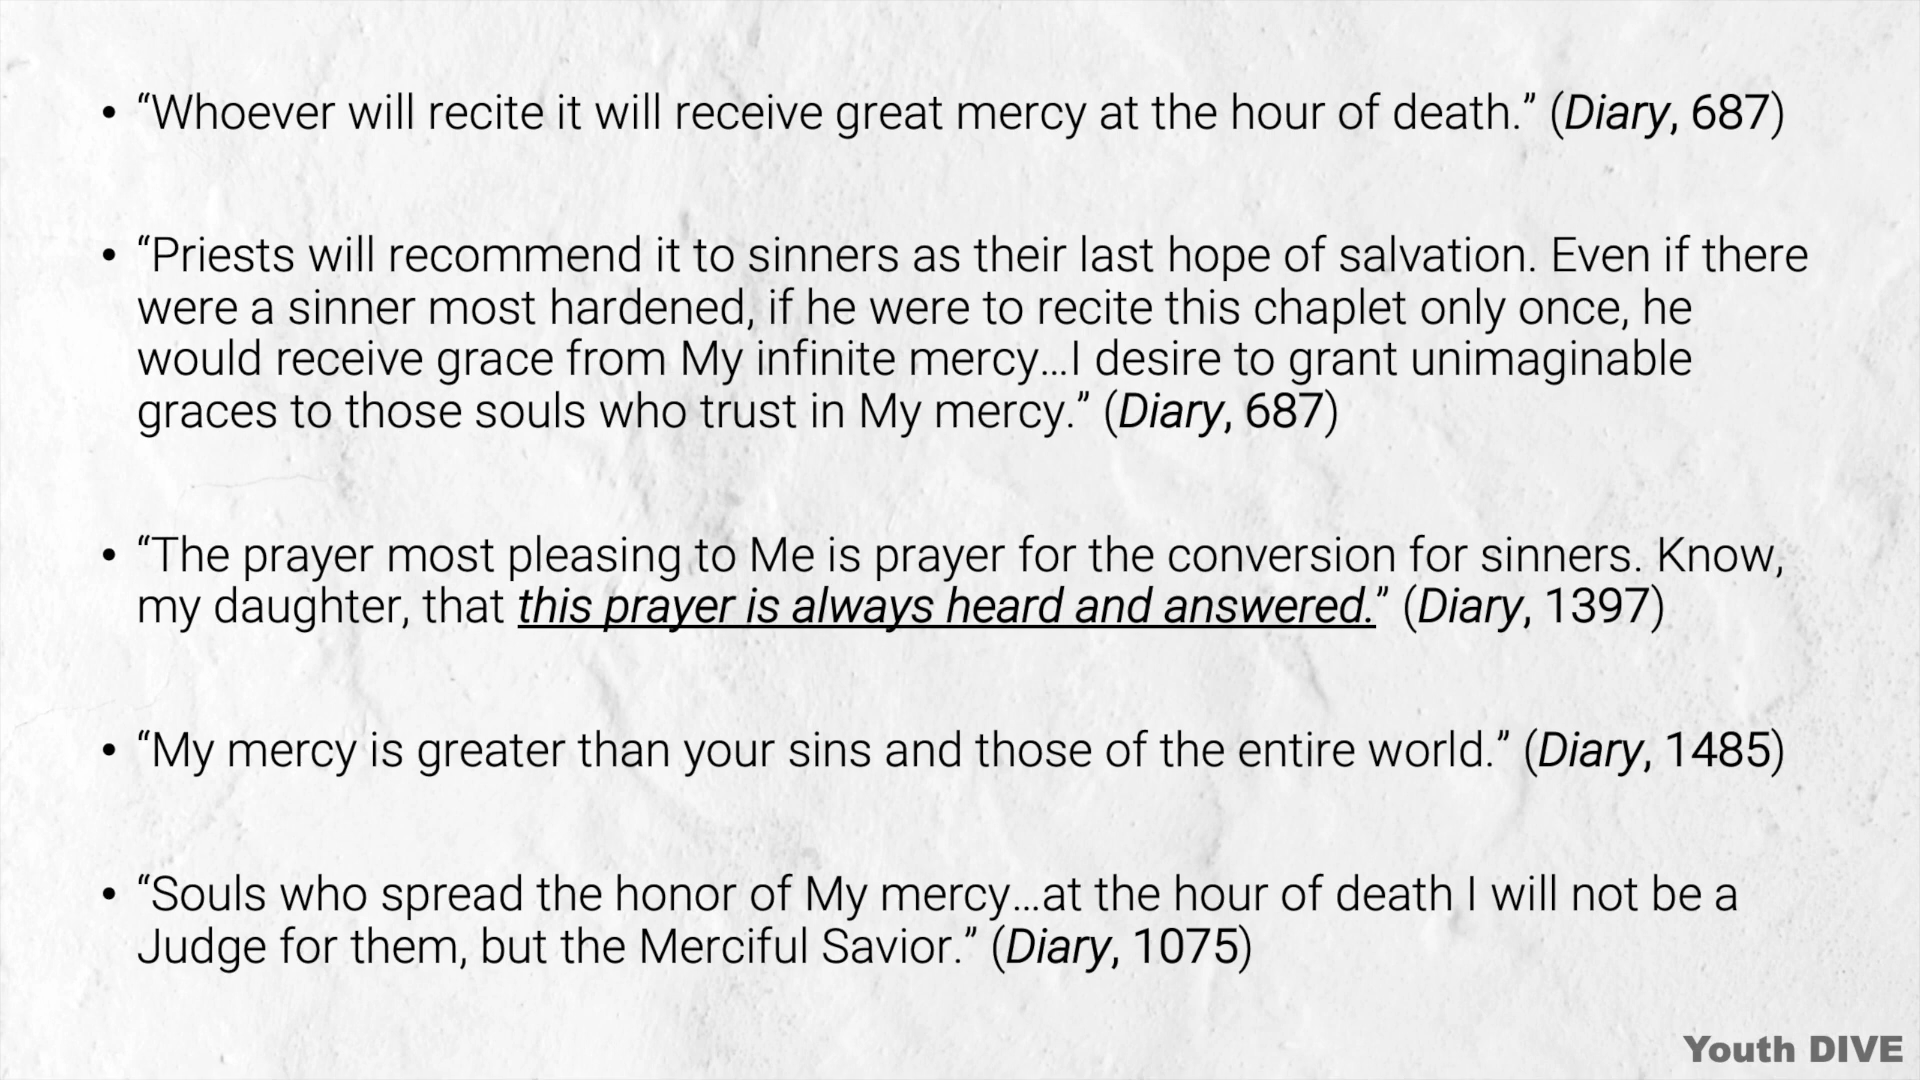 • “Whoever will recite it will receive great mercy at the hour of death.” (Diary, 687)
• “Priests will recommend it to sinners as their last hope of salvation. Even if there
were a sinner most hardened, if he were to recite this chaplet only once, he
would receive grace from My infinite mercy…I desire to grant unimaginable
graces to those souls who trust in My mercy.” (Diary, 687)
• “The prayer most pleasing to Me is prayer for the conversion for sinners. Know,
my daughter, that this prayer is always heard and answered.” (Diary, 1397)
• “My mercy is greater than your sins and those of the entire world.” (Diary, 1485)
• “Souls who spread the honor of My mercy…at the hour of death I will not be a
Judge for them, but the Merciful Savior.” (Diary, 1075)
Youth DIVE